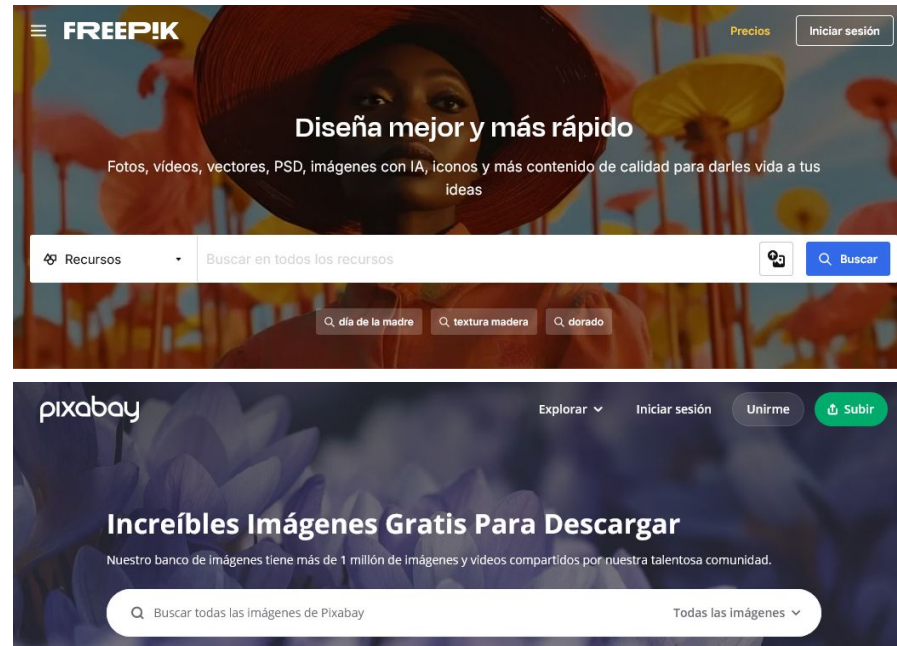 FREEP!K
Precios
Iniciar sesión
Diseña mejor y más rápido
Fotos, vídeos, vectores, PSD, imágenes con IA, iconos y más contenido de calidad para darles vida a tus
ideas
Recursos
Buscar en todos los recursos
Buscar
día de la madre
textura madera
dorado
pixabay
Explorar
Iniciar sesión
Unirme
Subir
Increíbles Imágenes Gratis Para Descargar
Nuestro banco de imágenes tiene más de 1 millón de imágenes y videos compartidos por nuestra talentosa comunidad.
Buscar todas las imágenes de Pixabay
Todas las imágenes